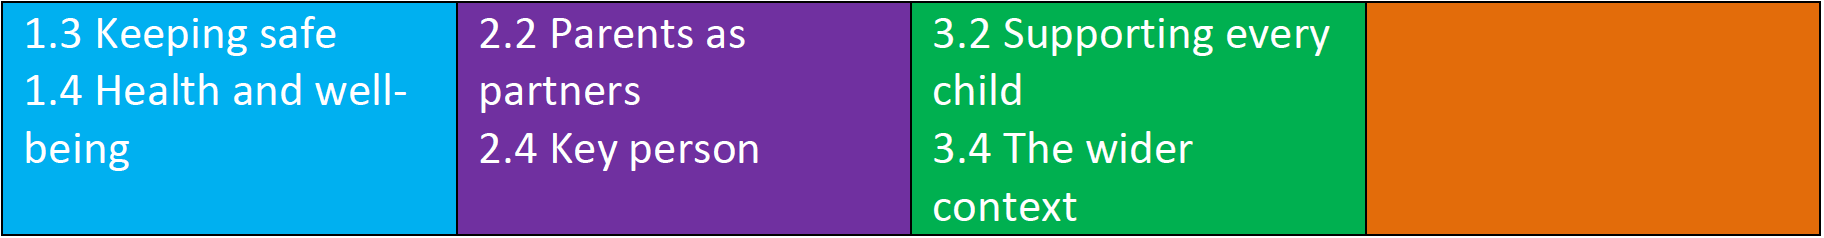 1.3 Keeping safe
1.4 Health and well-
being
2.2 Parents as
partners
2.4 Key person
3.2 Supporting every
child
3.4 The wider
context